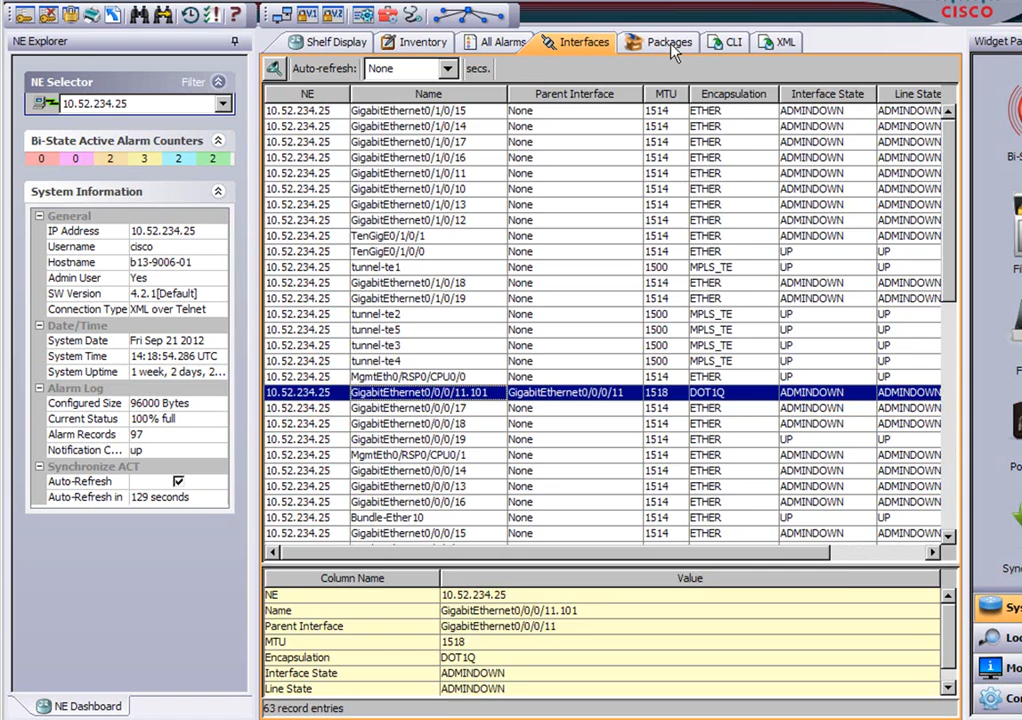 CISCO
NE Explorer
Shelf Display Inventory All Alarms Interfaces Packages CLI XML
Widget Pa
NE Selector Filter
10.52.234.25
Bi-State Active Alarm Counters
0 0 2 3 2 2
System Information
General
IP Address 10.52.234.25
Username cisco
Hostname b13-9006-01
Admin User Yes
SW Version 4.2.1[Default]
Connection Type XML over Telnet
Date/Time
System Date Fri Sep 21 2012
System Time 14:18:54.286 UTC
System Uptime 1 week, 2 days, 2...
Alarm Log
Configured Size 96000 Bytes
Current Status 100% full
Alarm Records 97
Notification C... up
Synchronize ACT
Auto-Refresh
Auto-Refresh in 129 seconds
NE Dashboard
Auto-refresh: None secs.
NE Name Parent Interface MTU Encapsulation Interface State Line State
10.52.234.25 GigabitEthernet0/1/0/15 None 1514 ETHER ADMINDOWN ADMINDOWN
10.52.234.25 GigabitEthernet0/1/0/14 None 1514 ETHER ADMINDOWN ADMINDOWN
10.52.234.25 GigabitEthernet0/1/0/17 None 1514 ETHER ADMINDOWN ADMINDOWN
10.52.234.25 GigabitEthernet0/1/0/16 None 1514 ETHER ADMINDOWN ADMINDOWN
10.52.234.25 GigabitEthernet0/1/0/11 None 1514 ETHER ADMINDOWN ADMINDOWN
10.52.234.25 GigabitEthernet0/1/0/10 None 1514 ETHER ADMINDOWN ADMINDOWN
10.52.234.25 GigabitEthernet0/1/0/13 None 1514 ETHER ADMINDOWN ADMINDOWN
10.52.234.25 GigabitEthernet0/1/0/12 None 1514 ETHER ADMINDOWN ADMINDOWN
10.52.234.25 TenGigE0/1/0/1 None 1514 ETHER ADMINDOWN ADMINDOWN
10.52.234.25 TenGigE0/1/0/0 None 1514 ETHER UP UP
10.52.234.25 tunnel-te1 None 1500 MPLS_TE UP UP
10.52.234.25 GigabitEthernet0/1/0/18 None 1514 ETHER ADMINDOWN ADMINDOWN
10.52.234.25 GigabitEthernet0/1/0/19 None 1514 ETHER UP UP
10.52.234.25 tunnel-te2 None 1500 MPLS_TE UP UP
10.52.234.25 tunnel-te5 None 1500 MPLS_TE UP UP
10.52.234.25 tunnel-te3 None 1500 MPLS_TE UP UP
10.52.234.25 tunnel-te4 None 1500 MPLS_TE UP UP
10.52.234.25 MgmtEth0/RSP0/CPU0/0 None 1514 ETHER UP UP
10.52.234.25 GigabitEthernet0/0/0/11.101 GigabitEthernet0/0/0/11 1518 DOT1Q ADMINDOWN ADMINDOWN
10.52.234.25 GigabitEthernet0/0/0/17 None 1514 ETHER ADMINDOWN ADMINDOWN
10.52.234.25 GigabitEthernet0/0/0/18 None 1514 ETHER ADMINDOWN ADMINDOWN
10.52.234.25 GigabitEthernet0/0/0/19 None 1514 ETHER UP UP
10.52.234.25 MgmtEth0/RSP0/CPU0/1 None 1514 ETHER ADMINDOWN ADMINDOWN
10.52.234.25 GigabitEthernet0/0/0/14 None 1514 ETHER ADMINDOWN ADMINDOWN
10.52.234.25 GigabitEthernet0/0/0/13 None 1514 ETHER ADMINDOWN ADMINDOWN
10.52.234.25 GigabitEthernet0/0/0/16 None 1514 ETHER ADMINDOWN ADMINDOWN
10.52.234.25 Bundle-Ether10 None 1514 ETHER UP UP
10.52.234.25 GigabitEthernet0/0/0/15 None 1514 ETHER ADMINDOWN ADMINDOWN
Column Name Value
NE 10.52.234.25
Name GigabitEthernet0/0/0/11.101
Parent Interface GigabitEthernet0/0/0/11
MTU 1518
Encapsulation DOT1Q
Interface State ADMINDOWN
Line State ADMINDOWN
63 record entries
Bi-S
Fi
F
Po
Sync
Sys
Loc
Mo
Co